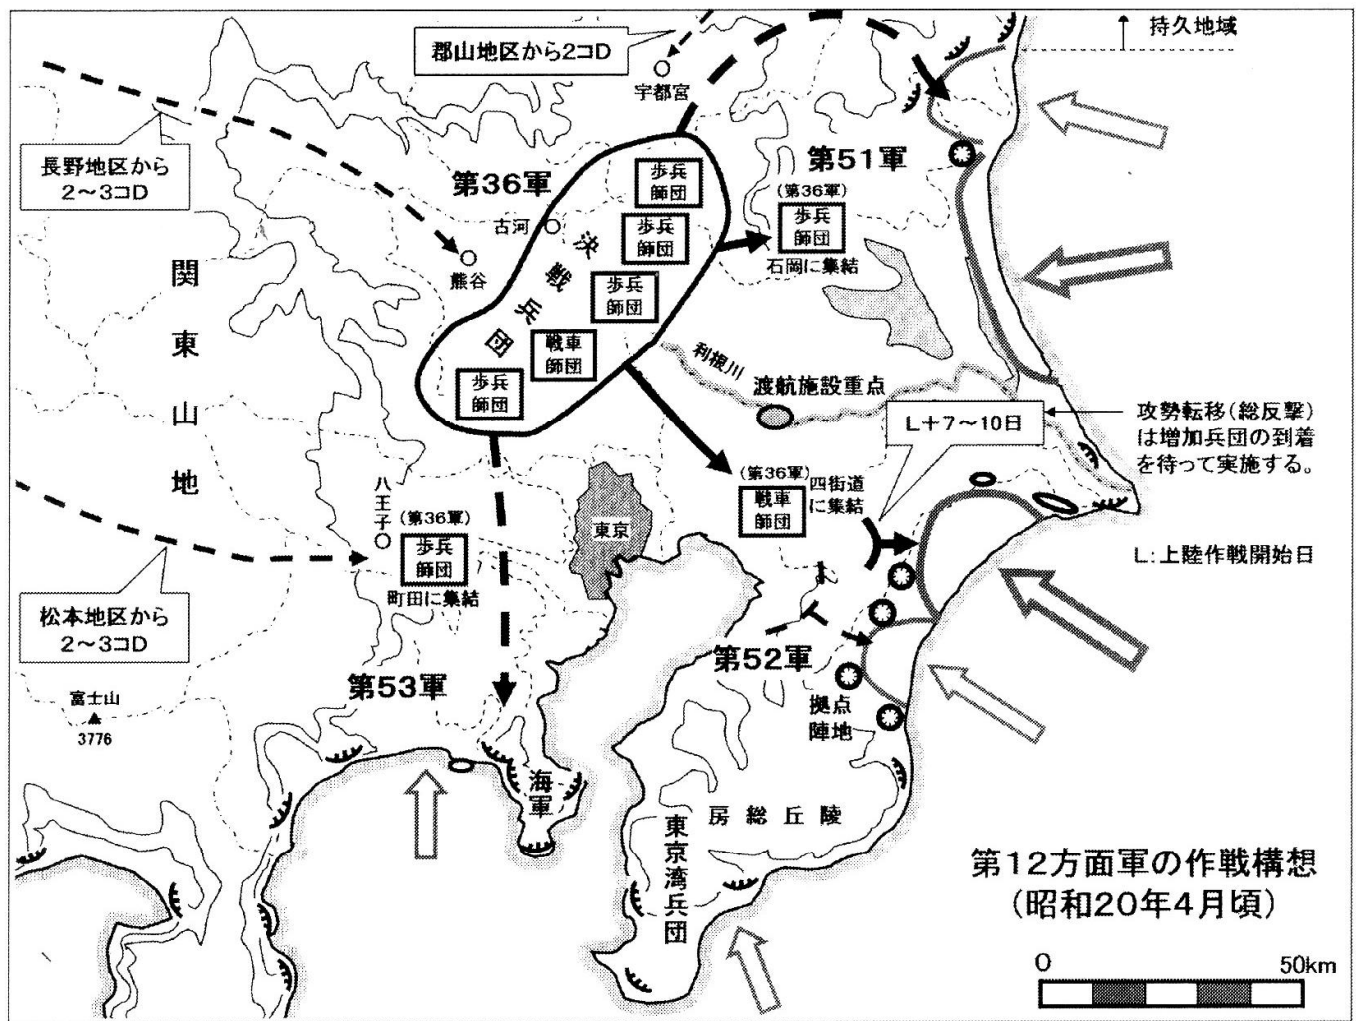 郡山地区から2コD
持久地域
宇都宮
長野地区から
2～3コD
第36軍
第51軍
歩兵
師団
(第36軍)
歩兵
師団
石岡に集結
古河
歩兵
師団
熊谷
決戦兵団
歩兵
師団
関東山地
戦車
師団
歩兵
師団
利根川
渡航施設重点
L＋7～10日
攻勢転移(総反撃)
は増加兵団の到着
を待って実施する。
(第36軍)
戦車
師団
四街道
に集結
八王子
(第36軍)
歩兵
師団
町田に集結
東京
L：上陸作戦開始日
松本地区から
2～3コD
第52軍
第53軍
富士山
3776
拠点
陣地
海軍
房総丘陵
東京湾兵団
第12方面軍の作戦構想
(昭和20年4月頃)
0 50km